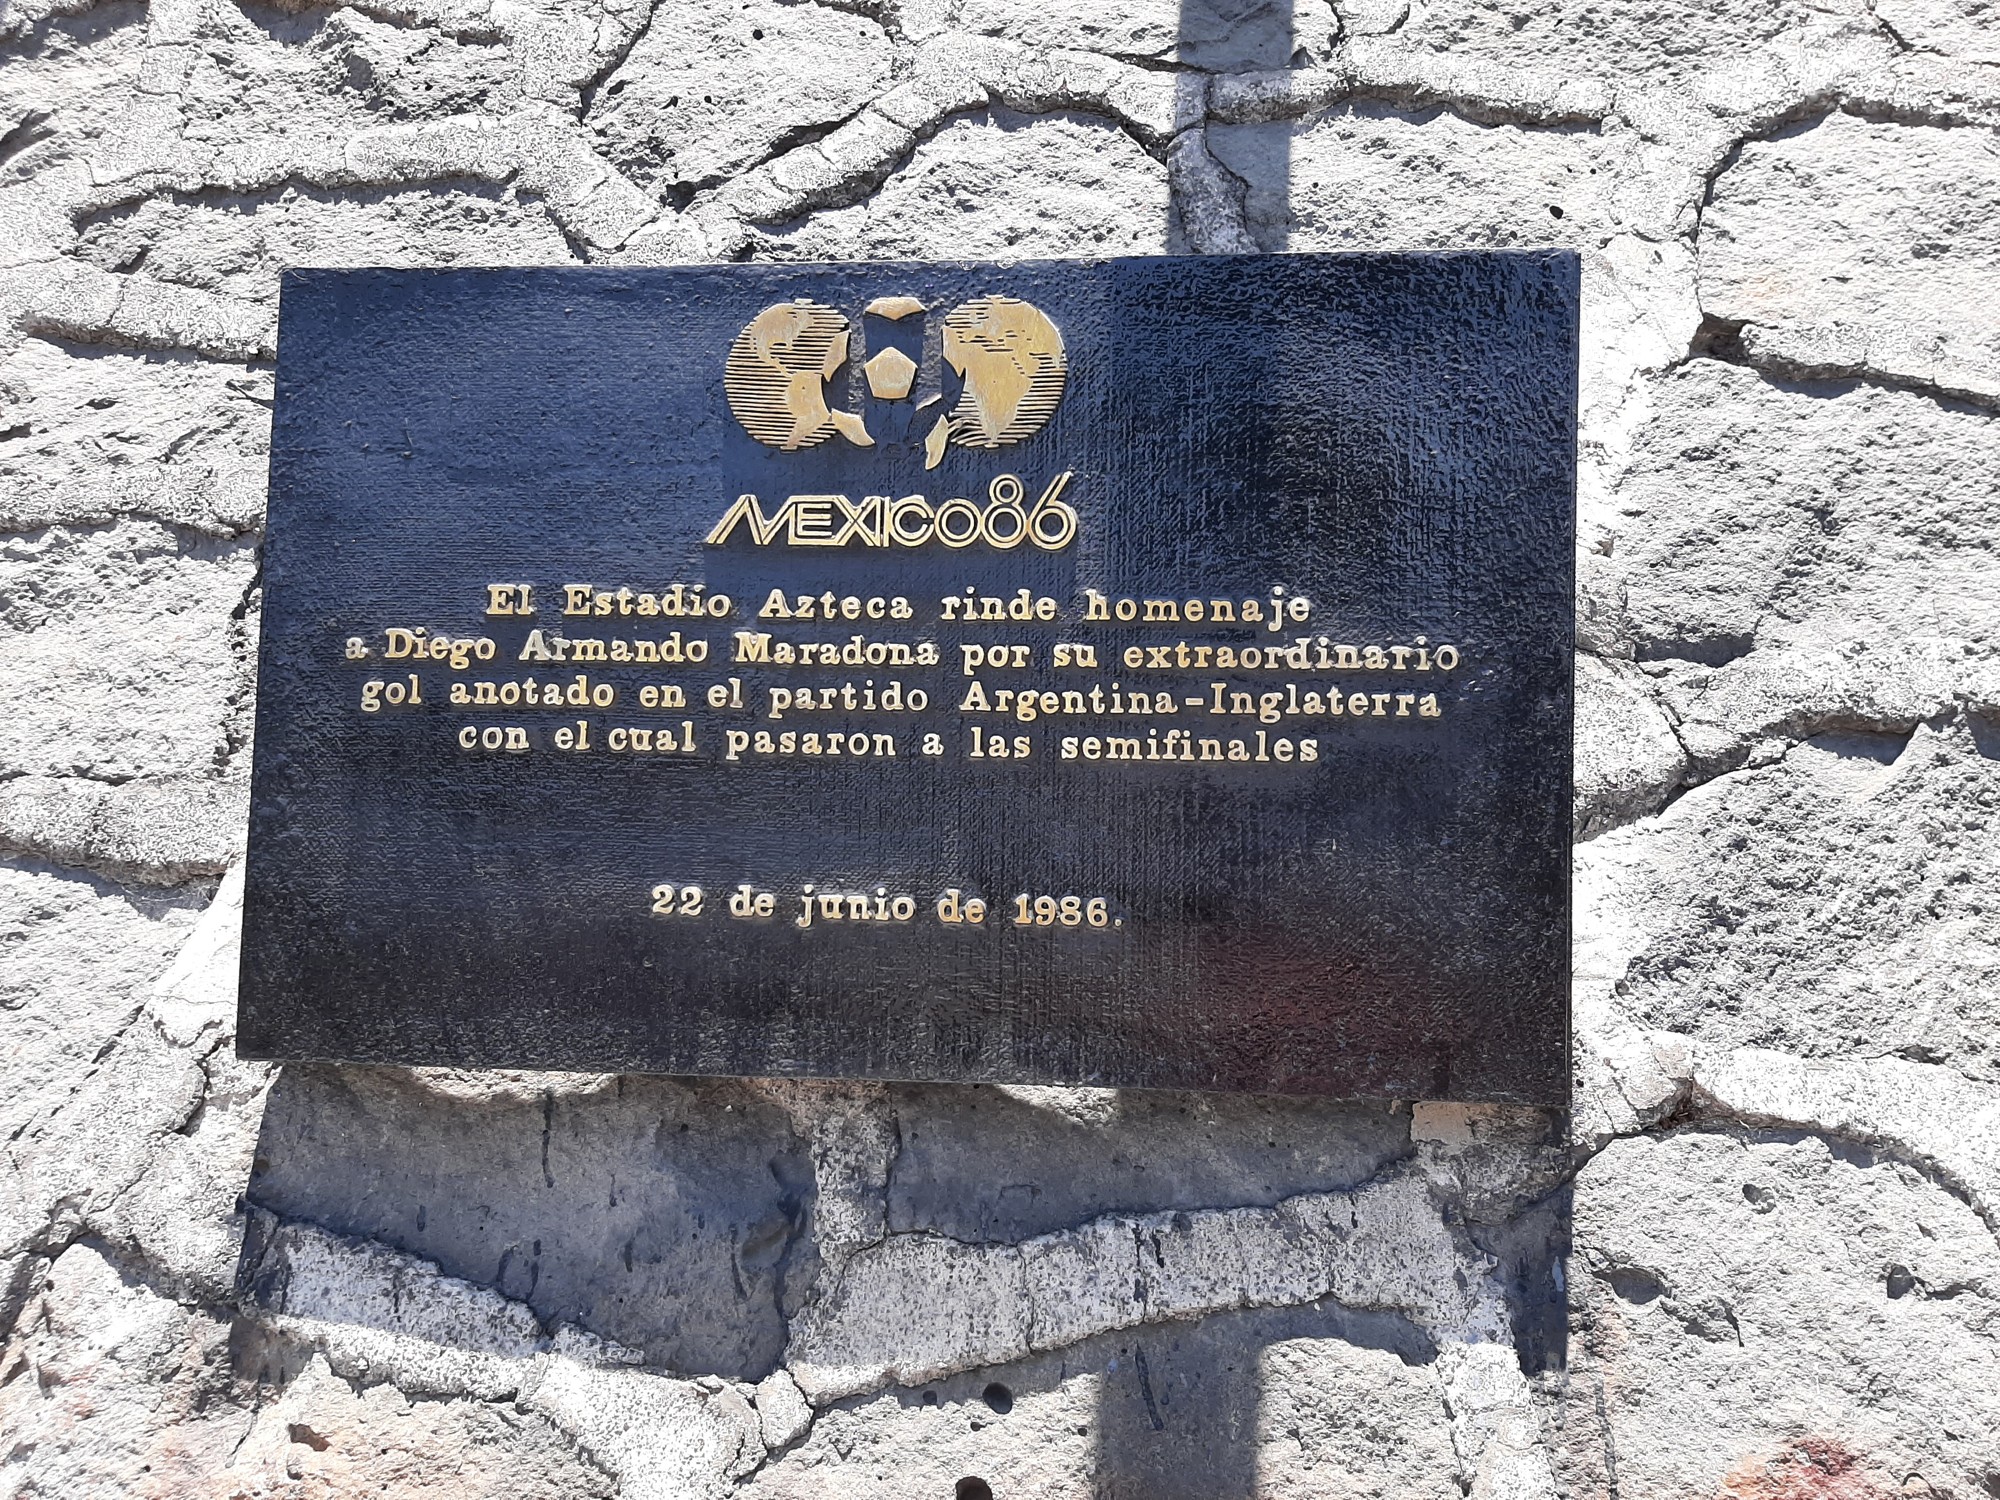 MEXICO86
El Estadio Azteca rinde homenaje
a Diego Armando Maradona por su extraordinario
gol anotado en el partido Argentina-Inglaterra
con el cual pasaron a las semifinales
22 de junio de 1986.